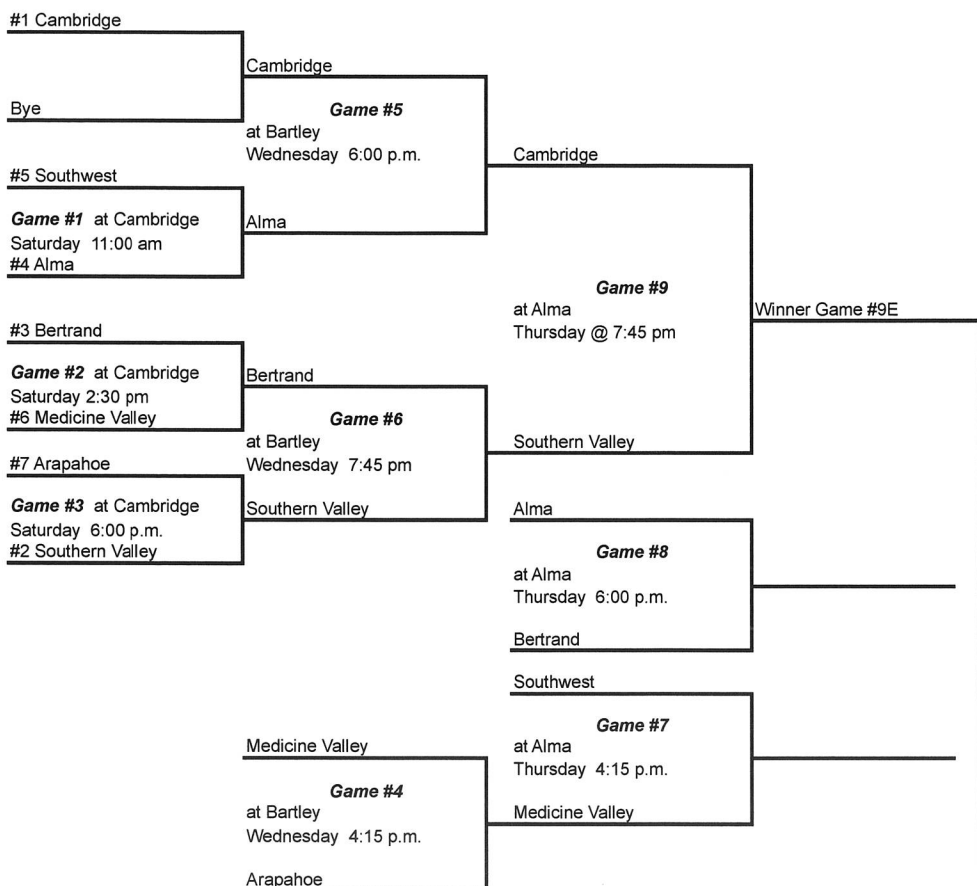 #1 Cambridge
Cambridge
Bye
Game #5
at Bartley
Wednesday 6:00 p.m.
Cambridge
#5 Southwest
Game #1 at Cambridge
Saturday 11:00 am
#4 Alma
Alma
Game #9
at Alma
Thursday @ 7:45 pm
Winner Game #9E
#3 Bertrand
Game #2 at Cambridge
Saturday 2:30 pm
#6 Medicine Valley
Bertrand
Game #6
at Bartley
Wednesday 7:45 pm
Southern Valley
#7 Arapahoe
Game #3 at Cambridge
Saturday 6:00 p.m.
#2 Southern Valley
Southern Valley
Alma
Game #8
at Alma
Thursday 6:00 p.m.
Bertrand
Southwest
Game #7
at Alma
Thursday 4:15 p.m.
Medicine Valley
Medicine Valley
Game #4
at Bartley
Wednesday 4:15 p.m.
Arapahoe